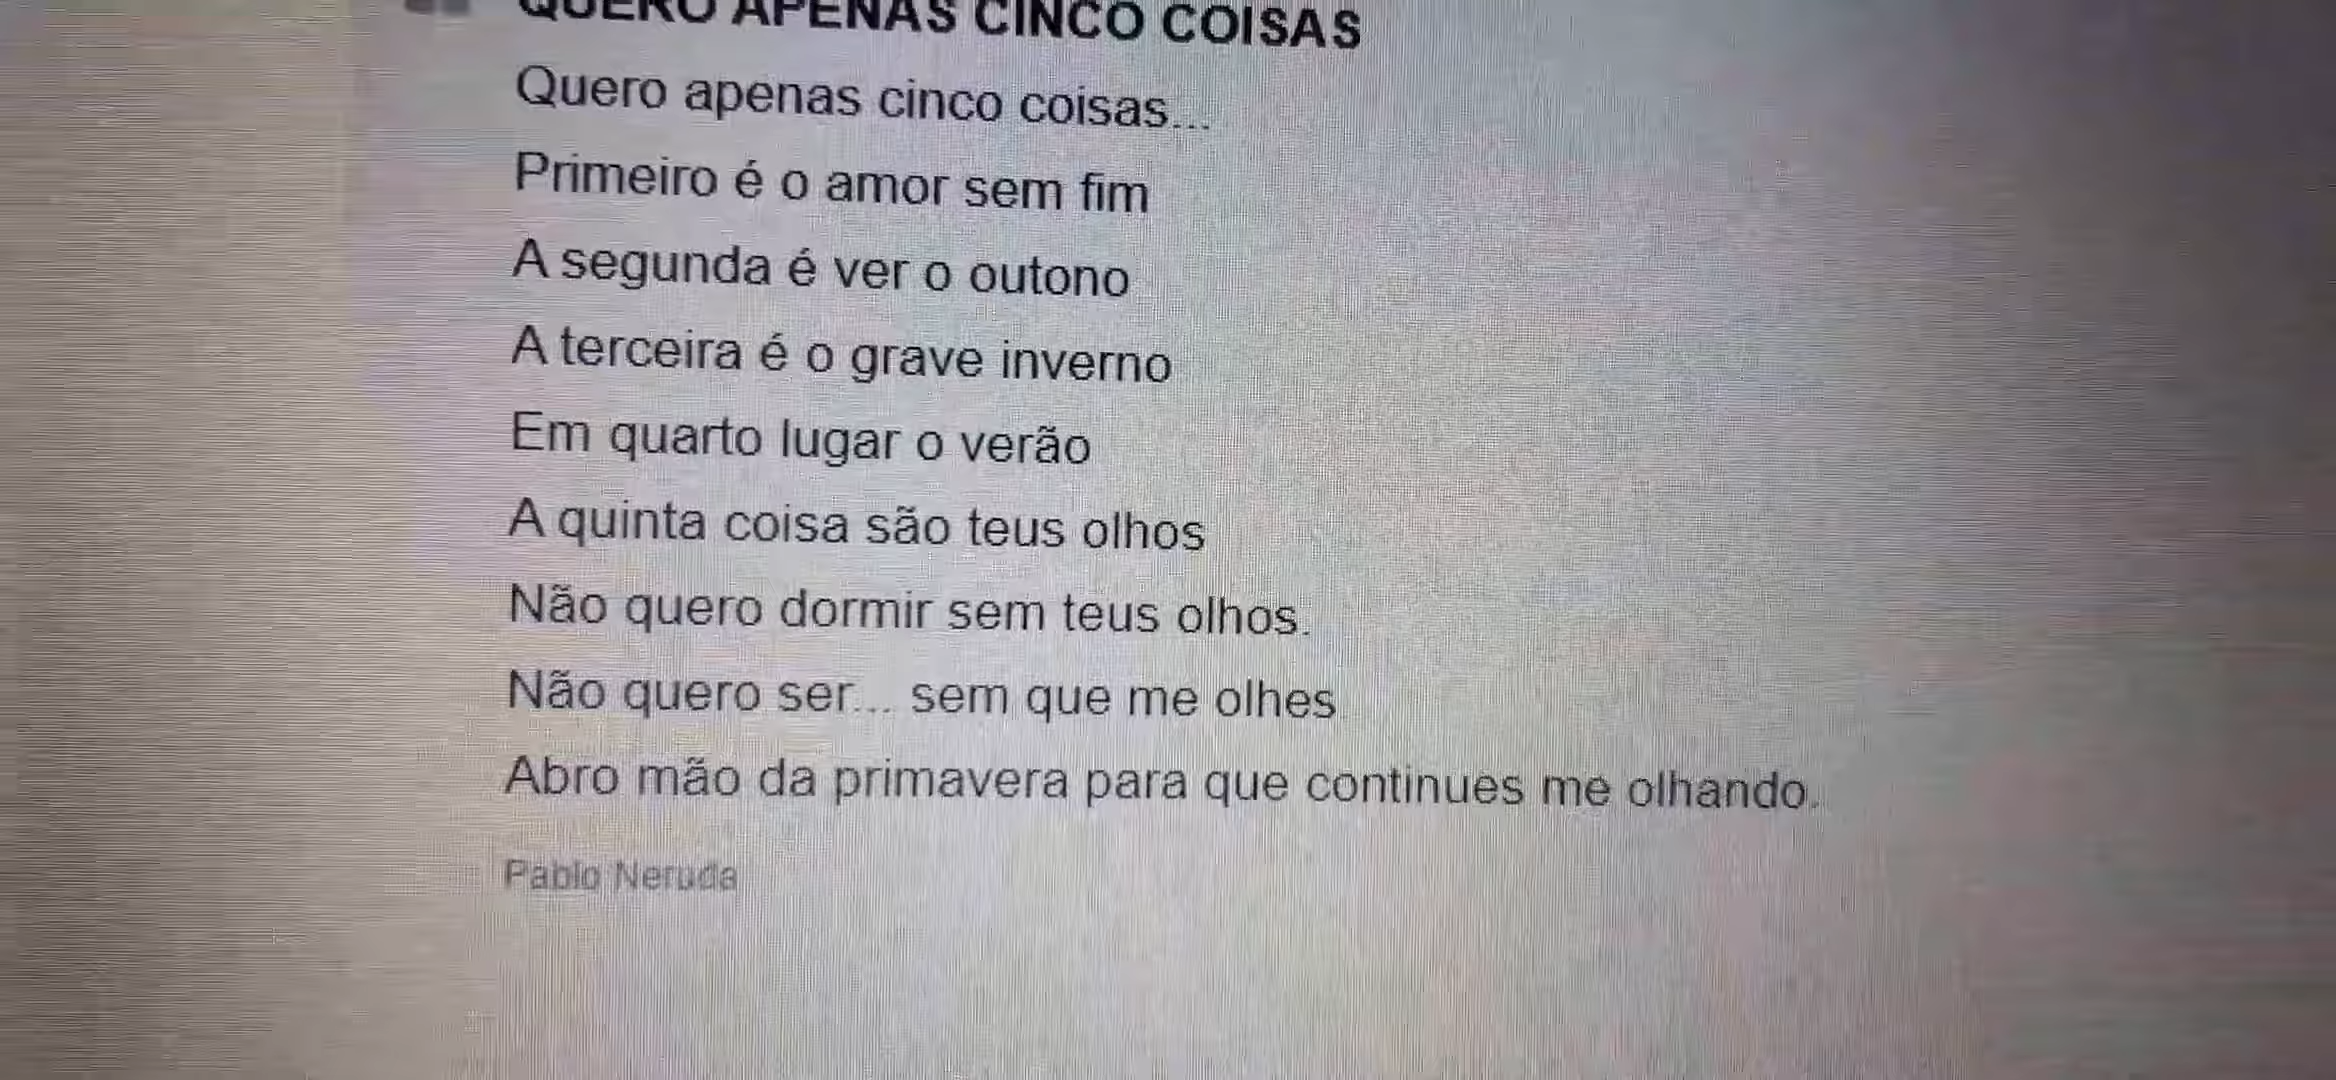 QUERO APENAS CINCO COISAS
Quero apenas cinco coisas...
Primeiro é o amor sem fim
A segunda é ver o outono
A terceira é o grave inverno
Em quarto lugar o verão
A quinta coisa são teus olhos
Não quero dormir sem teus olhos.
Não quero ser... sem que me olhes
Abro mão da primavera para que continues me olhando.
Pablo Neruda